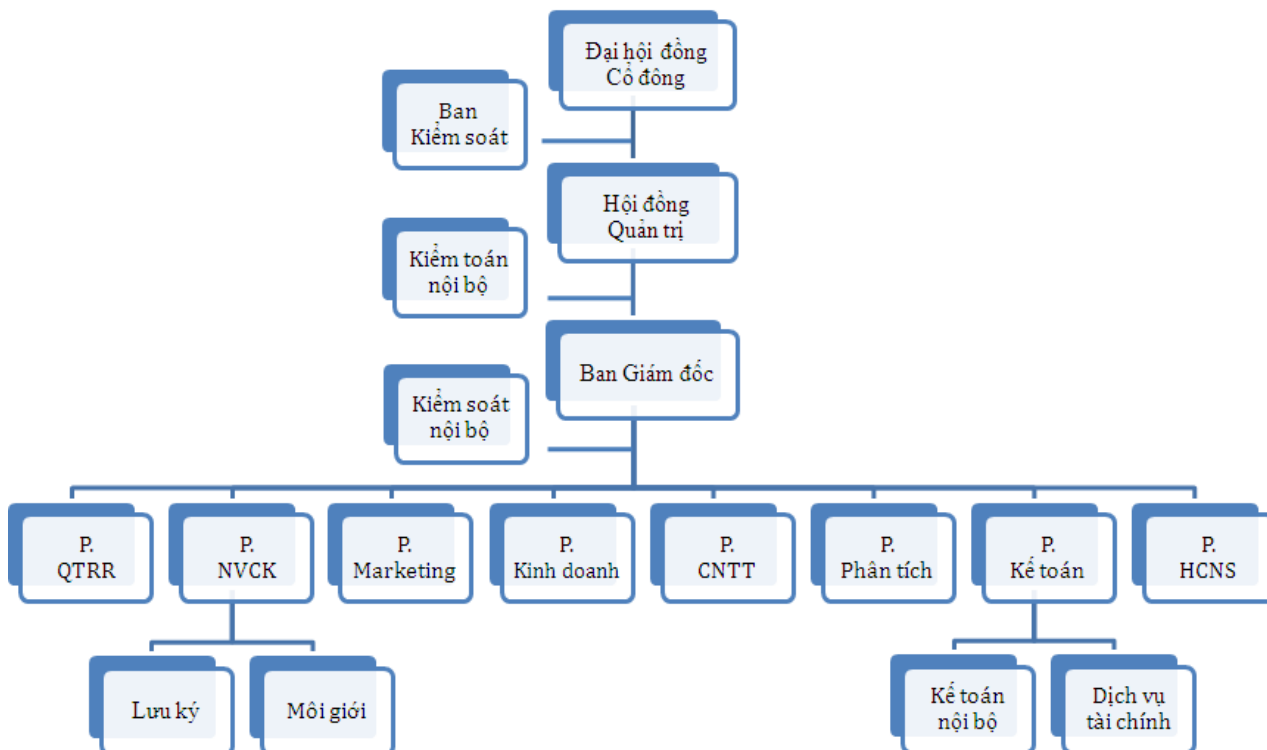 Đại hội đồng
Cổ đông
Ban
Kiểm soát
Hội đồng
Quản trị
Kiểm toán
nội bộ
Ban Giám đốc
Kiểm soát
nội bộ
P.
QTRR
P.
NVCK
P.
Marketing
P.
Kinh doanh
P.
CNTT
P.
Phân tích
P.
Kế toán
P.
HCNS
Lưu ký
Môi giới
Kế toán
nội bộ
Dịch vụ
tài chính